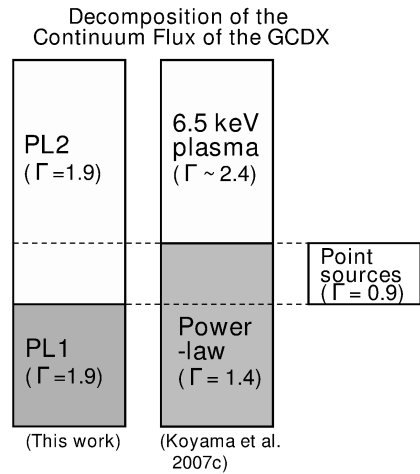 Decomposition of the
Continuum Flux of the GCDX
PL2
(Γ=1.9)
PL1
(Γ=1.9)
(This work)
6.5 keV
plasma
(Γ ~ 2.4)
Power
-law
(Γ = 1.4)
(Koyama et al.
2007c)
Point
sources
(Γ = 0.9)